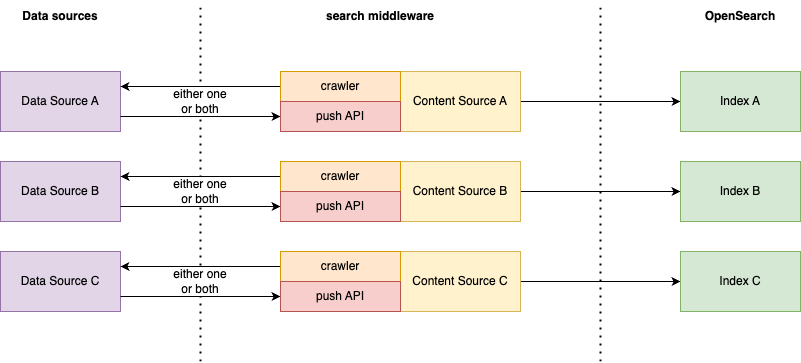 Data sources
search middleware
OpenSearch
Data Source A
either one
or both
crawler
push API
Content Source A
Index A
Data Source B
either one
or both
crawler
push API
Content Source B
Index B
Data Source C
either one
or both
crawler
push API
Content Source C
Index C